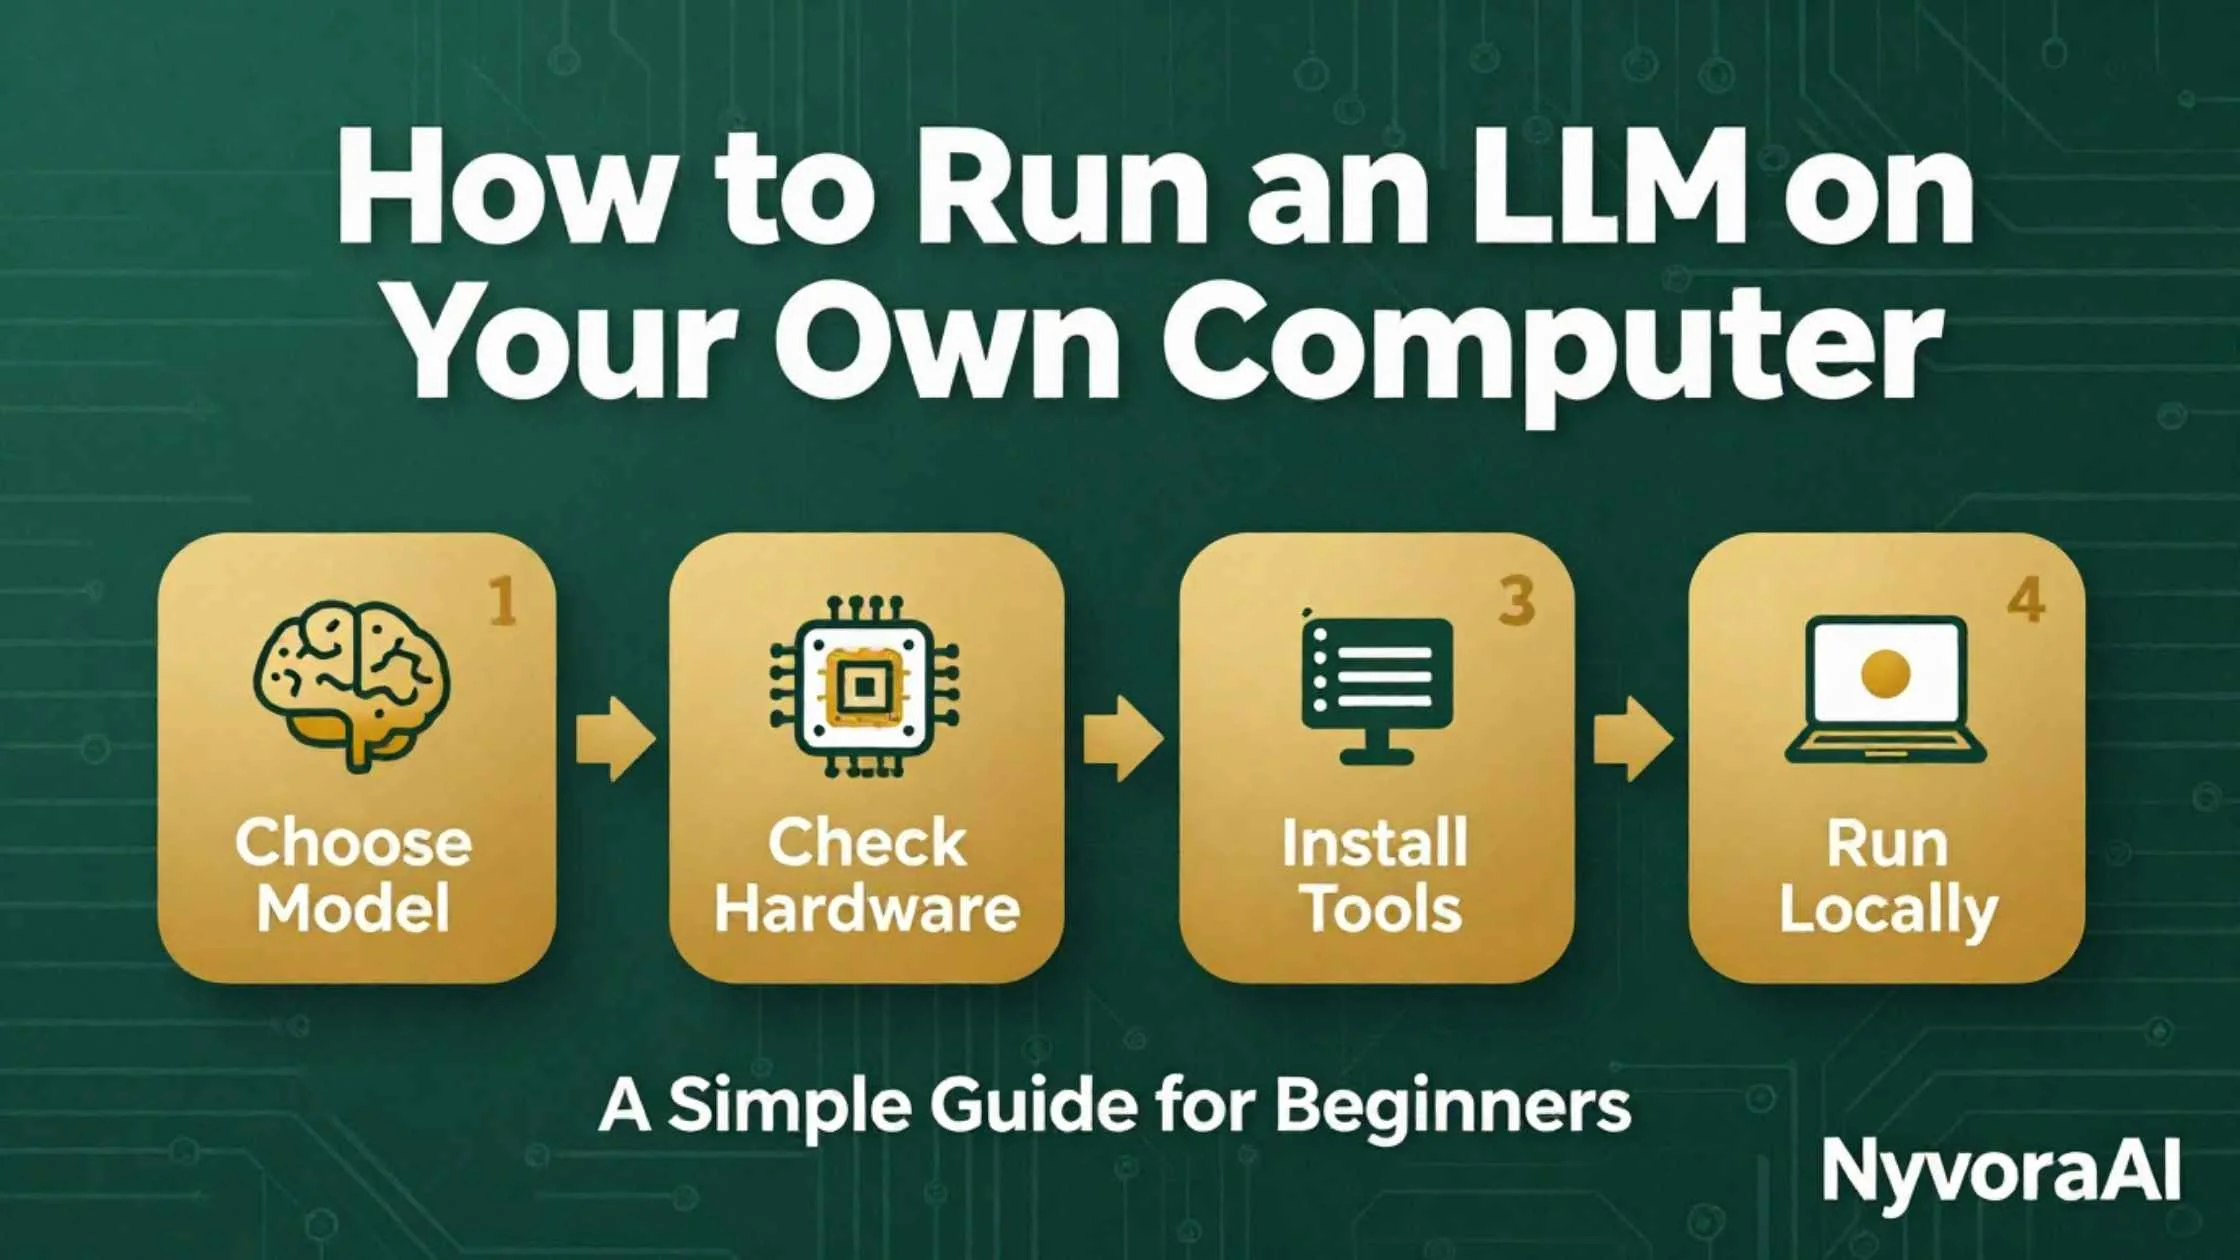 How to Run an LLM on
Your Own Computer
1
Choose
Model
Check
Hardware
3
Install
Tools
4
Run
Locally
A Simple Guide for Beginners
NyvoraAI